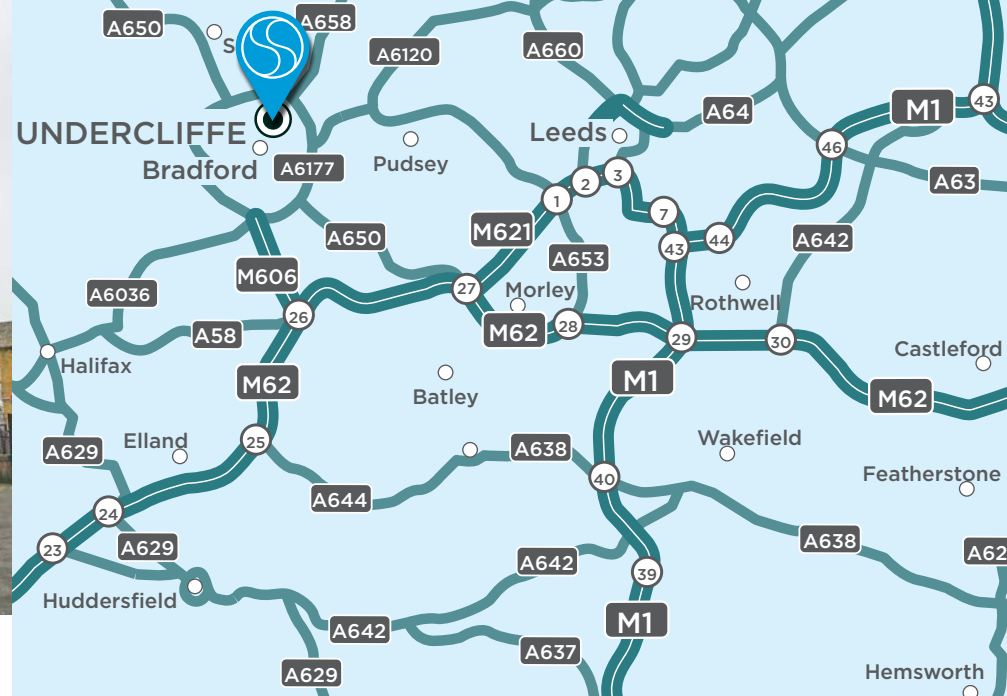 A650
A658
S
A6120
A660
A64
M1
43
UNDERCLIFFE
Bradford
A6177
Pudsey
Leeds
46
A63
1
2
3
7
M621
A650
A653
43
44
A642
M606
A6036
27
Morley
Rothwell
26
A58
M62
28
29
30
Castleford
Halifax
M62
Batley
M1
M62
A629
Elland
25
A638
Wakefield
Featherstone
A644
40
24
23
A629
A642
A638
A62
39
Huddersfield
A642
M1
A637
A629
Hemsworth